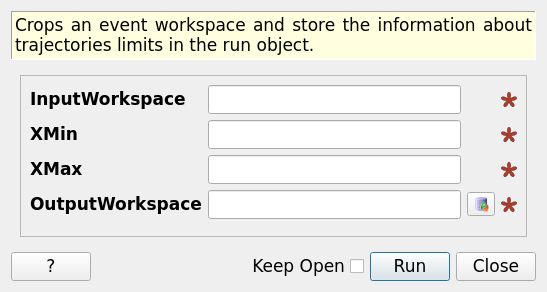 Crops an event workspace and store the information about
trajectories limits in the run object.
InputWorkspace *
XMin *
XMax *
OutputWorkspace *
? Keep Open Run Close